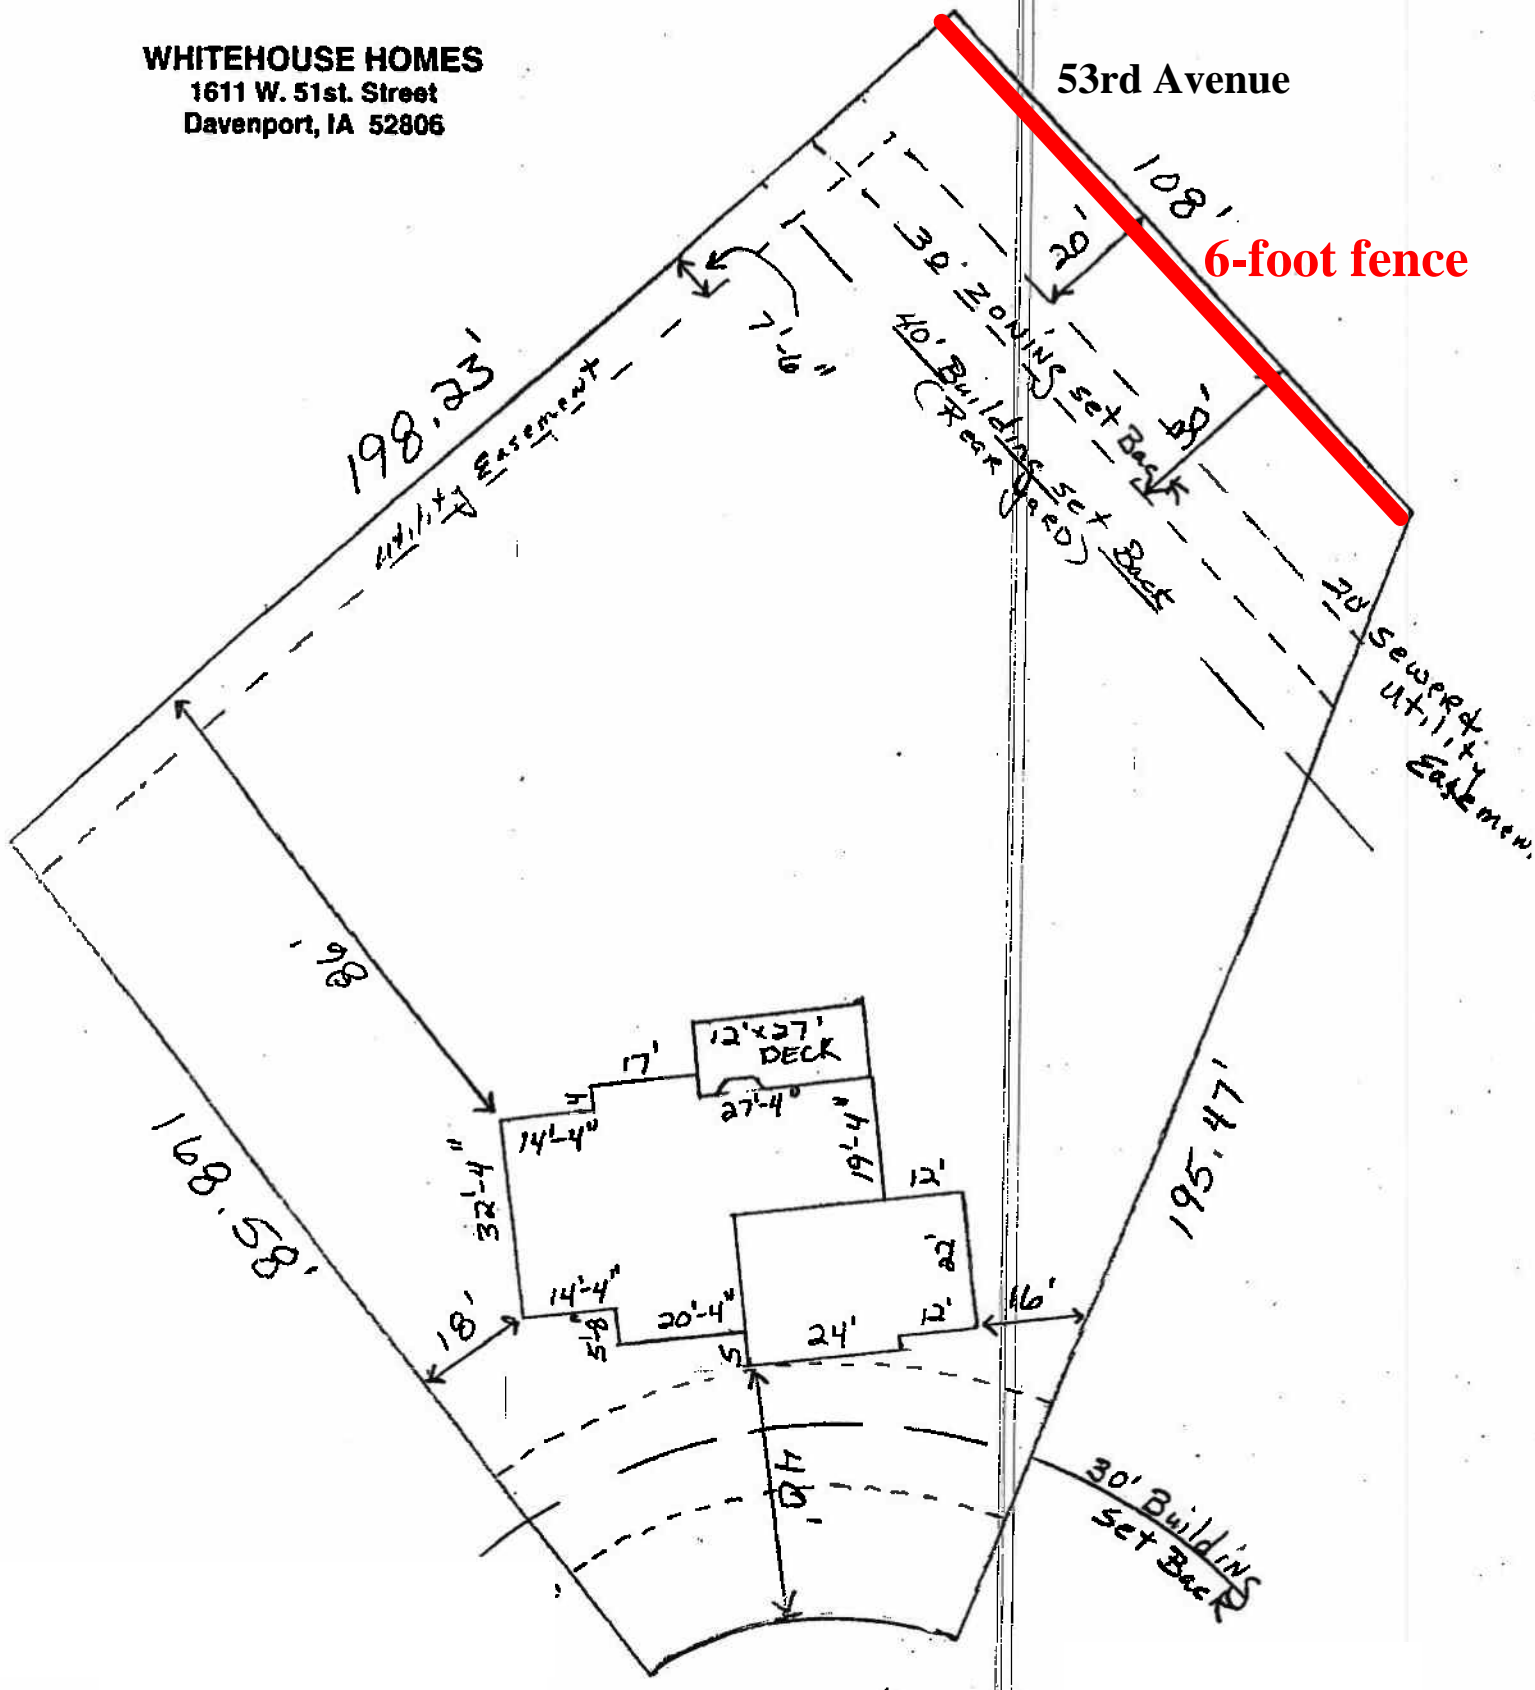 WHITEHOUSE HOMES
1611 W. 51st. Street
Davenport, IA 52806
53rd Avenue
108'
6-foot fence
20'
30' ZONING set Back
30'
40' Building set Back
(Rear YARD)
7'-6"
198.23'
Utility Easement
20' Sewer &
Utility
Easemen
86'
12'x27'
DECK
17'
4
14'-4"
27'-4"
19'-4"
12'
32'-4"
22'
195.47'
168.58'
14'-4"
5'-8"
20'-4"
5
24'
12'
16'
18'
30' Building
Set Back